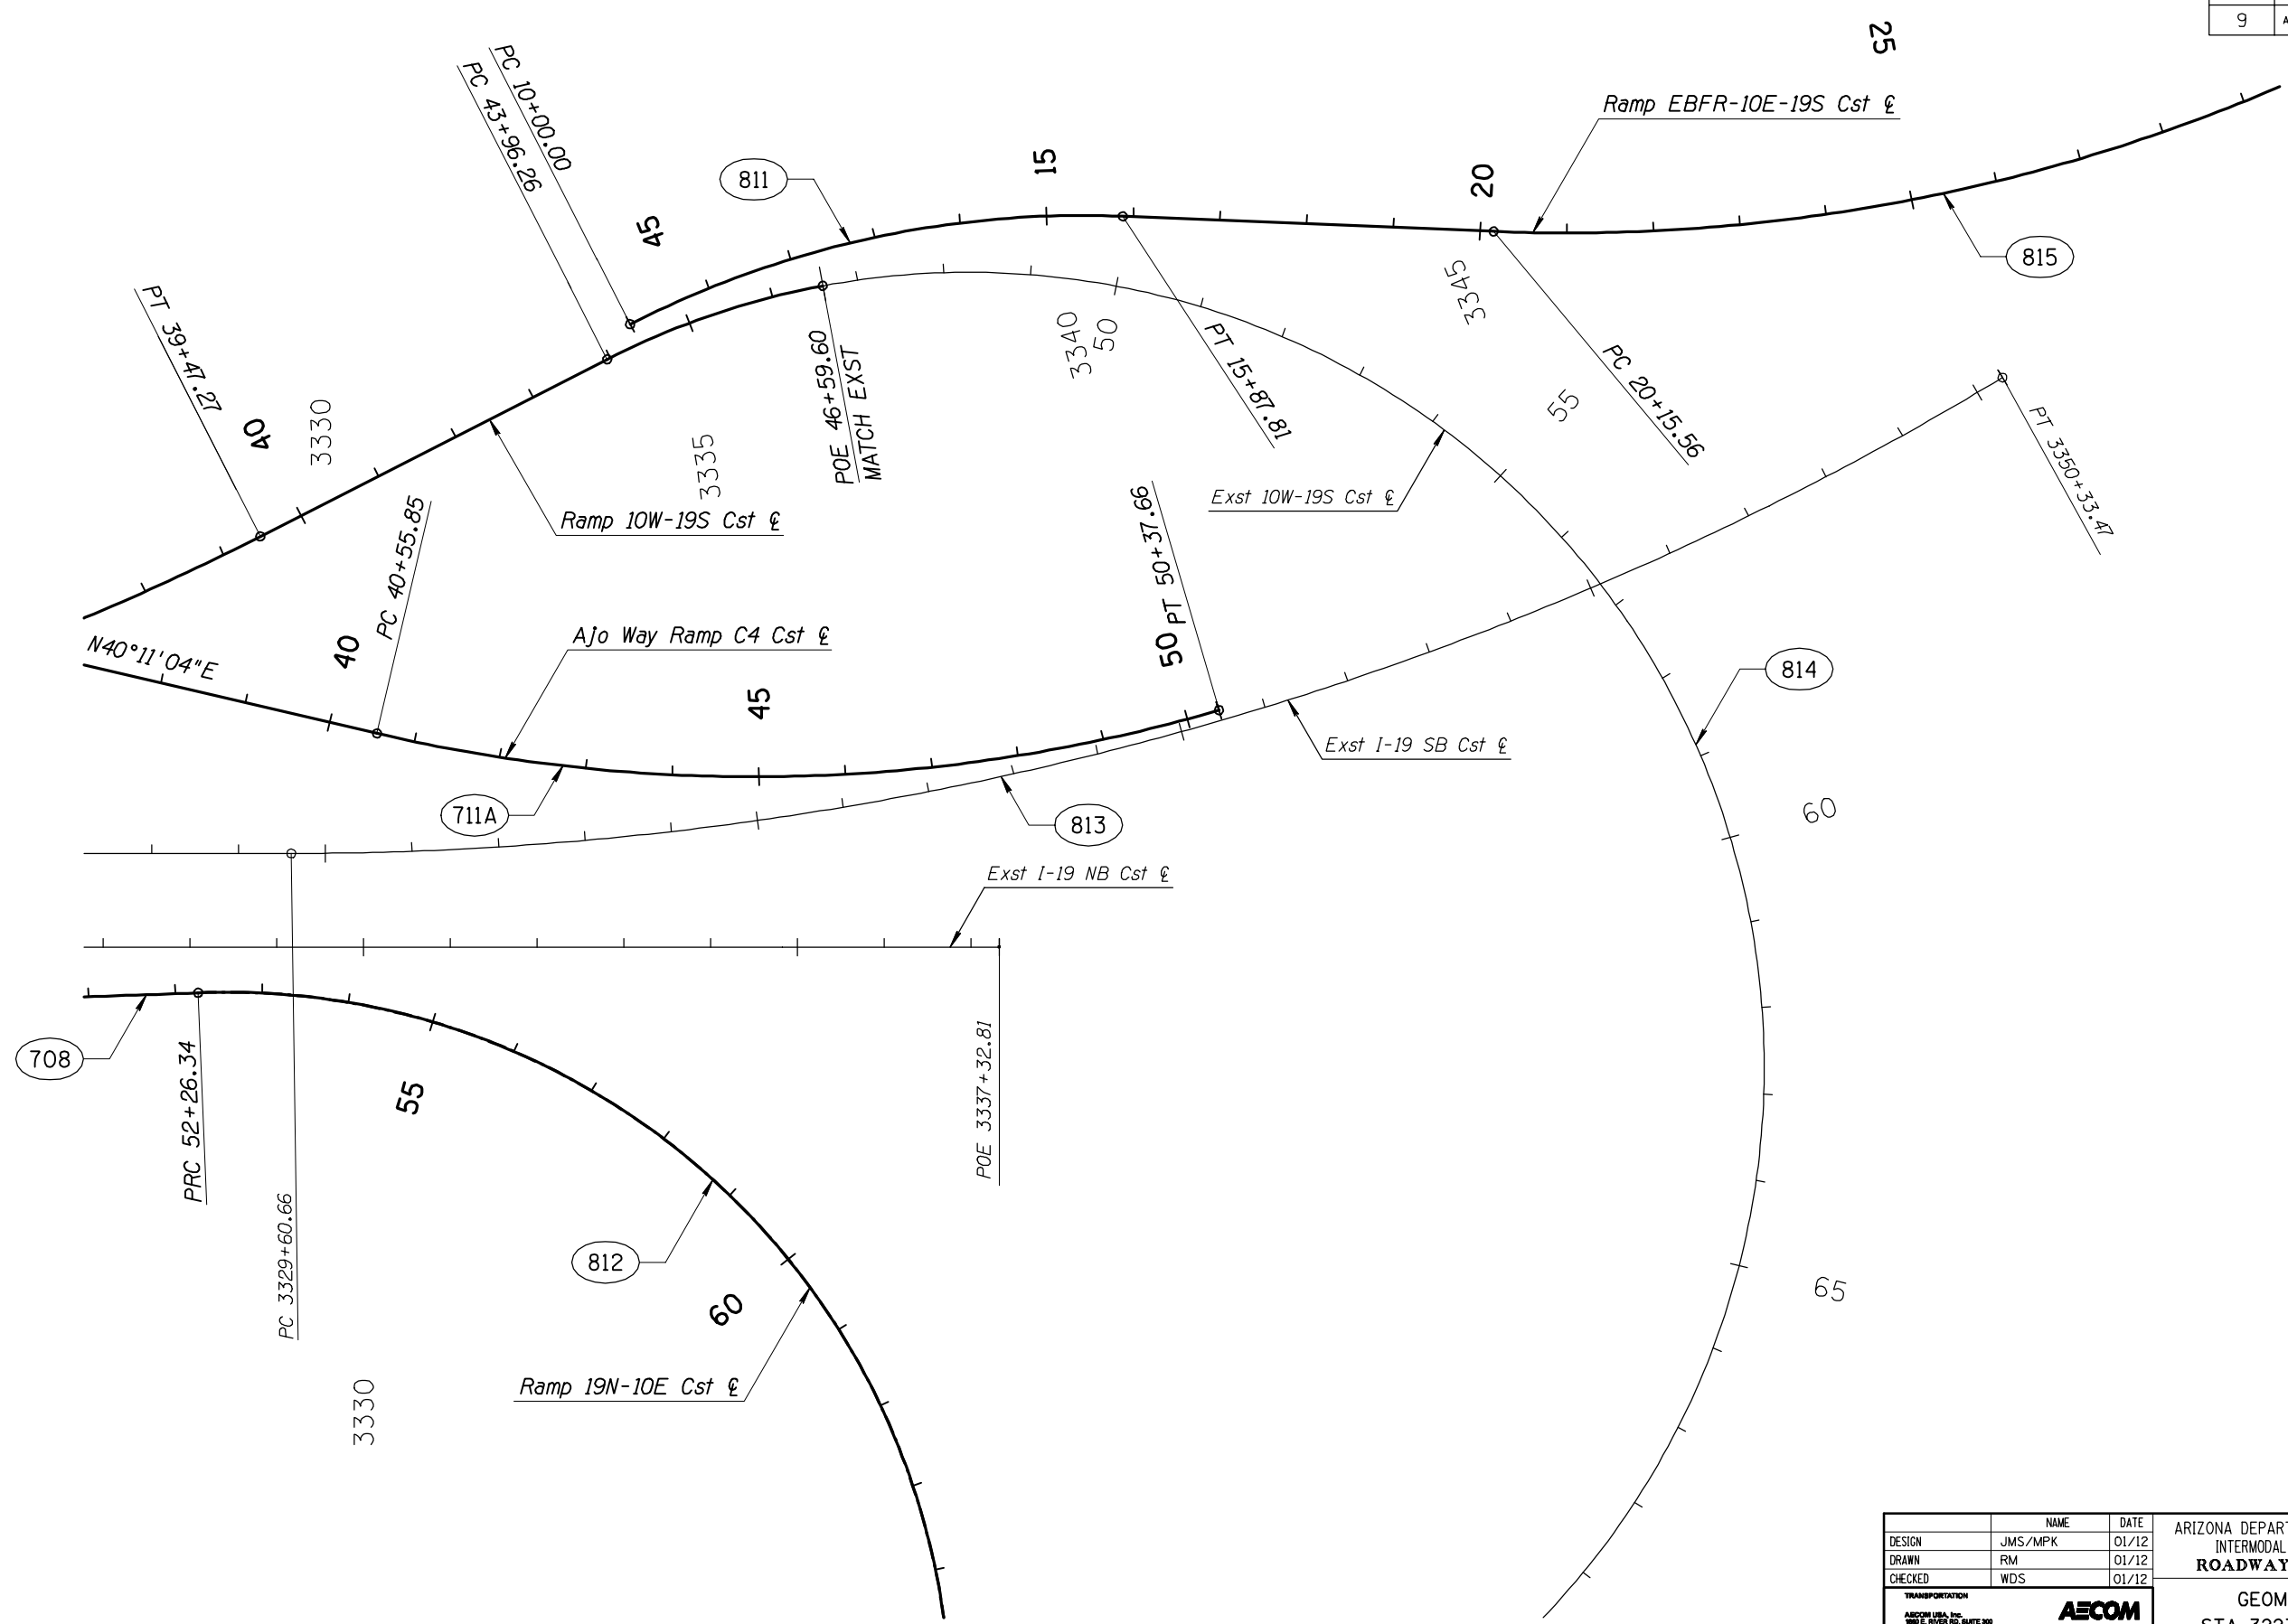 9
25
PC 10+00.00
PC 43+96.26
Ramp EBFR-10E-19S Cst ℄
811
15
20
45
815
PT 39+47.27
3345
3340
50
PT 15+87.81
PC 20+15.56
POE 46+59.60
MATCH EXST
40
3330
3335
55
PT 3350+33.47
Exst 10W-19S Cst ℄
Ramp 10W-19S Cst ℄
PC 40+55.85
PT 50+37.66
N40°11'04"E
40
Ajo Way Ramp C4 Cst ℄
50
45
814
Exst I-19 SB Cst ℄
711A
813
60
Exst I-19 NB Cst ℄
708
PRC 52+26.34
55
POE 3337+32.81
PC 3329+60.66
812
60
65
Ramp 19N-10E Cst ℄
3330
NAME DATE
DESIGN JMS/MPK 01/12
DRAWN RM 01/12
CHECKED WDS 01/12
ARIZONA DEPAR
INTERMODAL
ROADWAY
TRANSPORTATION
AECOM USA, Inc.
AECOM
GEOM